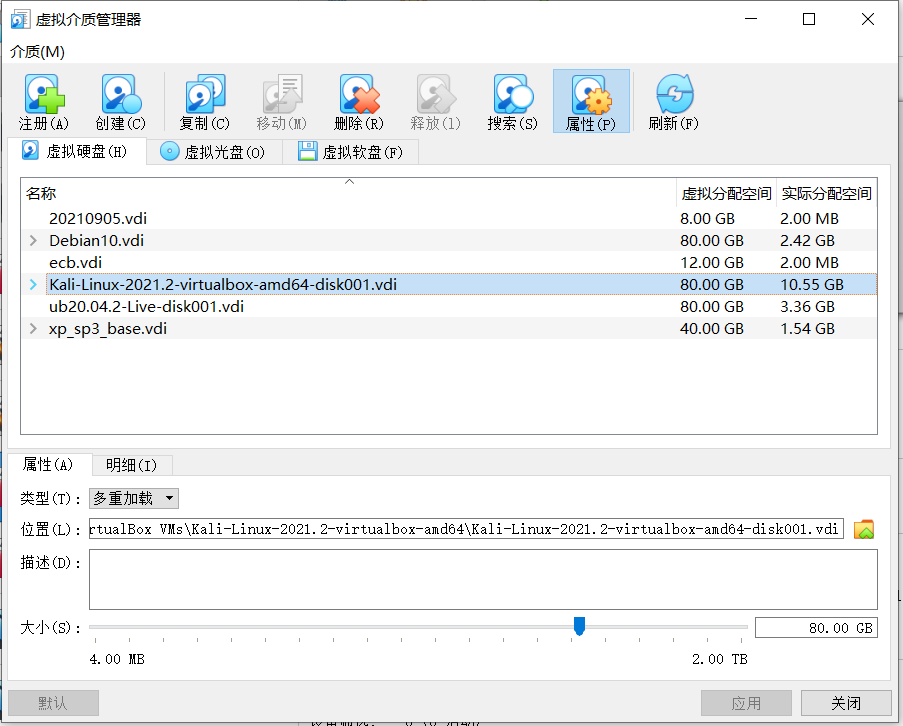 虚拟介质管理器
介质(M)
注册(A) 创建(C) 复制(C) 移动(M) 删除(R) 释放(l) 搜索(S) 属性(P) 刷新(F)
虚拟硬盘(H) 虚拟光盘(O) 虚拟软盘(F)
名称 虚拟分配空间 实际分配空间
20210905.vdi 8.00 GB 2.00 MB
Debian10.vdi 80.00 GB 2.42 GB
ecb.vdi 12.00 GB 2.00 MB
Kali-Linux-2021.2-virtualbox-amd64-disk001.vdi 80.00 GB 10.55 GB
ub20.04.2-Live-disk001.vdi 80.00 GB 3.36 GB
xp_sp3_base.vdi 40.00 GB 1.54 GB
属性(A) 明细(I)
类型(T): 多重加载
位置(L): rtualBox VMs\Kali-Linux-2021.2-virtualbox-amd64\Kali-Linux-2021.2-virtualbox-amd64-disk001.vdi
描述(D):
大小(S): 80.00 GB
4.00 MB 2.00 TB
默认 应用 关闭